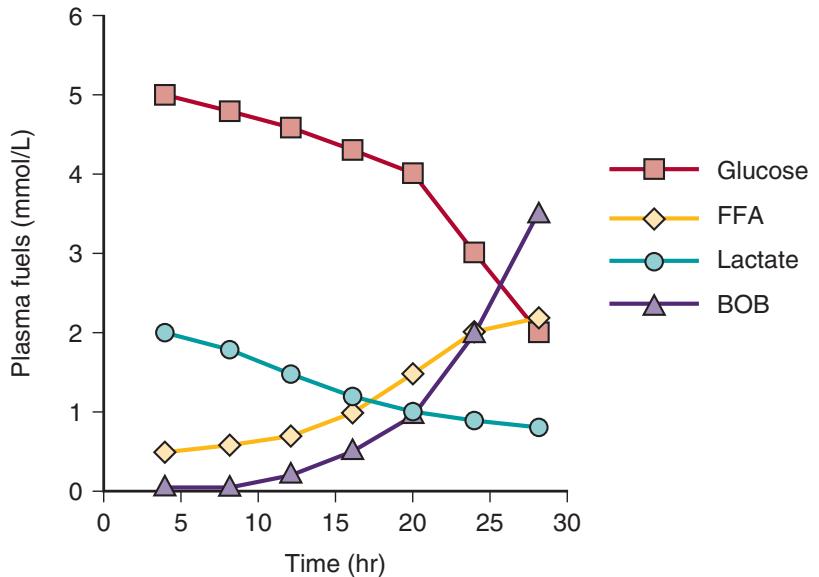 6
5
4
3
2
1
0
Plasma fuels (mmol/L)
0 5 10 15 20 25 30
Time (hr)
Glucose
FFA
Lactate
BOB